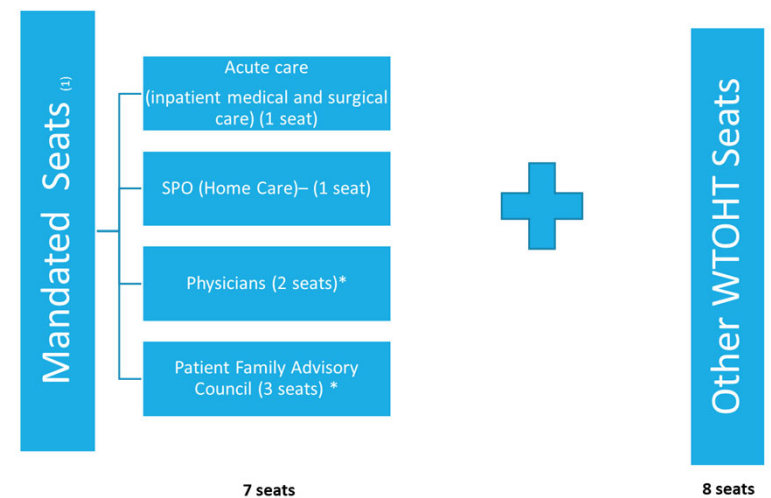 Mandated Seats (1)
Acute care
(inpatient medical and surgical
care) (1 seat)
SPO (Home Care)– (1 seat)
Physicians (2 seats)*
Patient Family Advisory
Council (3 seats) *
Other WTOHT Seats
7 seats
8 seats